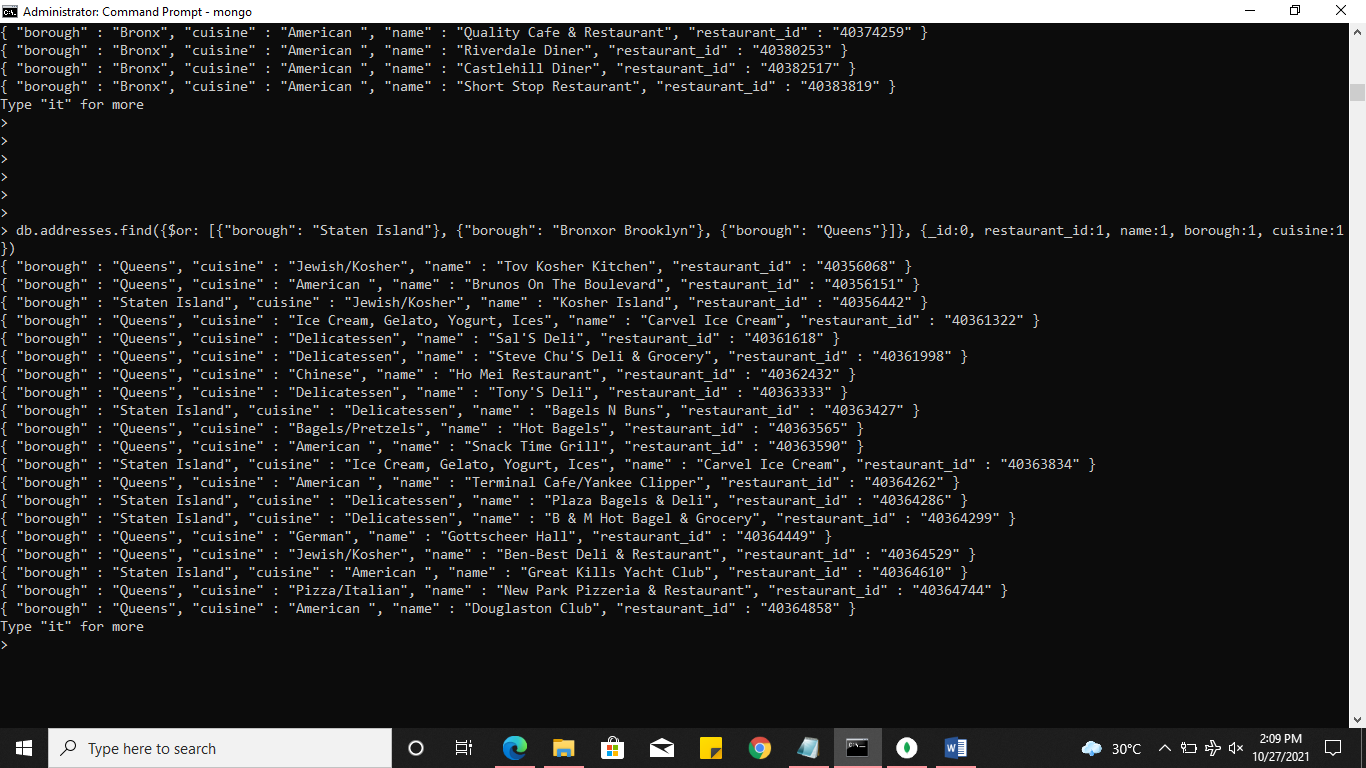 Administrator: Command Prompt - mongo
{ "borough" : "Bronx", "cuisine" : "American ", "name" : "Quality Cafe & Restaurant", "restaurant_id" : "40374259" }
{ "borough" : "Bronx", "cuisine" : "American ", "name" : "Riverdale Diner", "restaurant_id" : "40380253" }
{ "borough" : "Bronx", "cuisine" : "American ", "name" : "Castlehill Diner", "restaurant_id" : "40382517" }
{ "borough" : "Bronx", "cuisine" : "American ", "name" : "Short Stop Restaurant", "restaurant_id" : "40383819" }
Type "it" for more
>
>
>
>
>
>
> db.addresses.find({$or: [{"borough": "Staten Island"}, {"borough": "Bronxor Brooklyn"}, {"borough": "Queens"}]}, {_id:0, restaurant_id:1, name:1, borough:1, cuisine:1
})
{ "borough" : "Queens", "cuisine" : "Jewish/Kosher", "name" : "Tov Kosher Kitchen", "restaurant_id" : "40356068" }
{ "borough" : "Queens", "cuisine" : "American ", "name" : "Brunos On The Boulevard", "restaurant_id" : "40356151" }
{ "borough" : "Staten Island", "cuisine" : "Jewish/Kosher", "name" : "Kosher Island", "restaurant_id" : "40356442" }
{ "borough" : "Queens", "cuisine" : "Ice Cream, Gelato, Yogurt, Ices", "name" : "Carvel Ice Cream", "restaurant_id" : "40361322" }
{ "borough" : "Queens", "cuisine" : "Delicatessen", "name" : "Sal'S Deli", "restaurant_id" : "40361618" }
{ "borough" : "Queens", "cuisine" : "Delicatessen", "name" : "Steve Chu'S Deli & Grocery", "restaurant_id" : "40361998" }
{ "borough" : "Queens", "cuisine" : "Chinese", "name" : "Ho Mei Restaurant", "restaurant_id" : "40362432" }
{ "borough" : "Queens", "cuisine" : "Delicatessen", "name" : "Tony'S Deli", "restaurant_id" : "40363333" }
{ "borough" : "Staten Island", "cuisine" : "Delicatessen", "name" : "Bagels N Buns", "restaurant_id" : "40363427" }
{ "borough" : "Queens", "cuisine" : "Bagels/Pretzels", "name" : "Hot Bagels", "restaurant_id" : "40363565" }
{ "borough" : "Queens", "cuisine" : "American ", "name" : "Snack Time Grill", "restaurant_id" : "40363590" }
{ "borough" : "Staten Island", "cuisine" : "Ice Cream, Gelato, Yogurt, Ices", "name" : "Carvel Ice Cream", "restaurant_id" : "40363834" }
{ "borough" : "Queens", "cuisine" : "American ", "name" : "Terminal Cafe/Yankee Clipper", "restaurant_id" : "40364262" }
{ "borough" : "Staten Island", "cuisine" : "Delicatessen", "name" : "Plaza Bagels & Deli", "restaurant_id" : "40364286" }
{ "borough" : "Staten Island", "cuisine" : "Delicatessen", "name" : "B & M Hot Bagel & Grocery", "restaurant_id" : "40364299" }
{ "borough" : "Queens", "cuisine" : "German", "name" : "Gottscheer Hall", "restaurant_id" : "40364449" }
{ "borough" : "Queens", "cuisine" : "Jewish/Kosher", "name" : "Ben-Best Deli & Restaurant", "restaurant_id" : "40364529" }
{ "borough" : "Staten Island", "cuisine" : "American ", "name" : "Great Kills Yacht Club", "restaurant_id" : "40364610" }
{ "borough" : "Queens", "cuisine" : "Pizza/Italian", "name" : "New Park Pizzeria & Restaurant", "restaurant_id" : "40364744" }
{ "borough" : "Queens", "cuisine" : "American ", "name" : "Douglaston Club", "restaurant_id" : "40364858" }
Type "it" for more
>
Type here to search
30°C
2:09 PM
10/27/2021